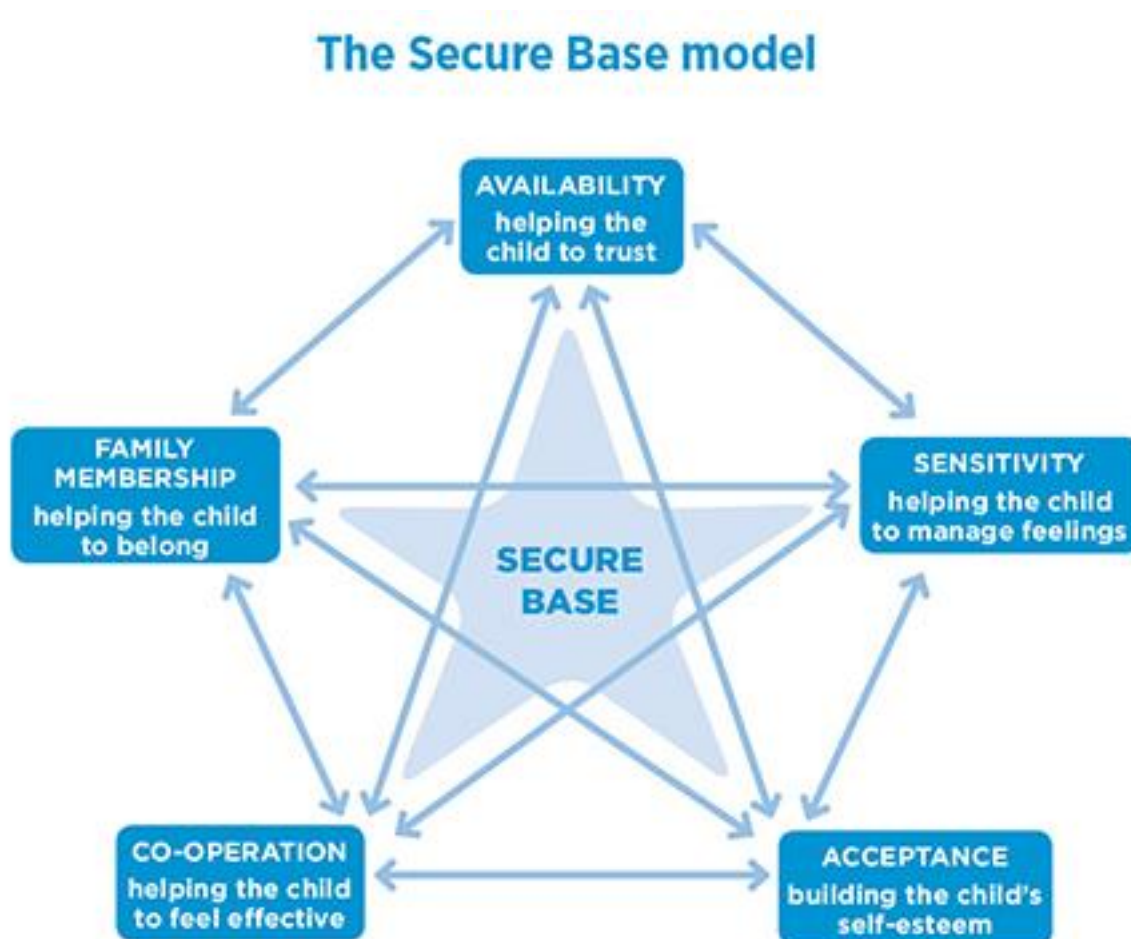 The Secure Base model
AVAILABILITY
helping the
child to trust
FAMILY
MEMBERSHIP
helping the child
to belong
SENSITIVITY
helping the child
to manage feelings
SECURE
BASE
CO-OPERATION
helping the child
to feel effective
ACCEPTANCE
building the child's
self-esteem